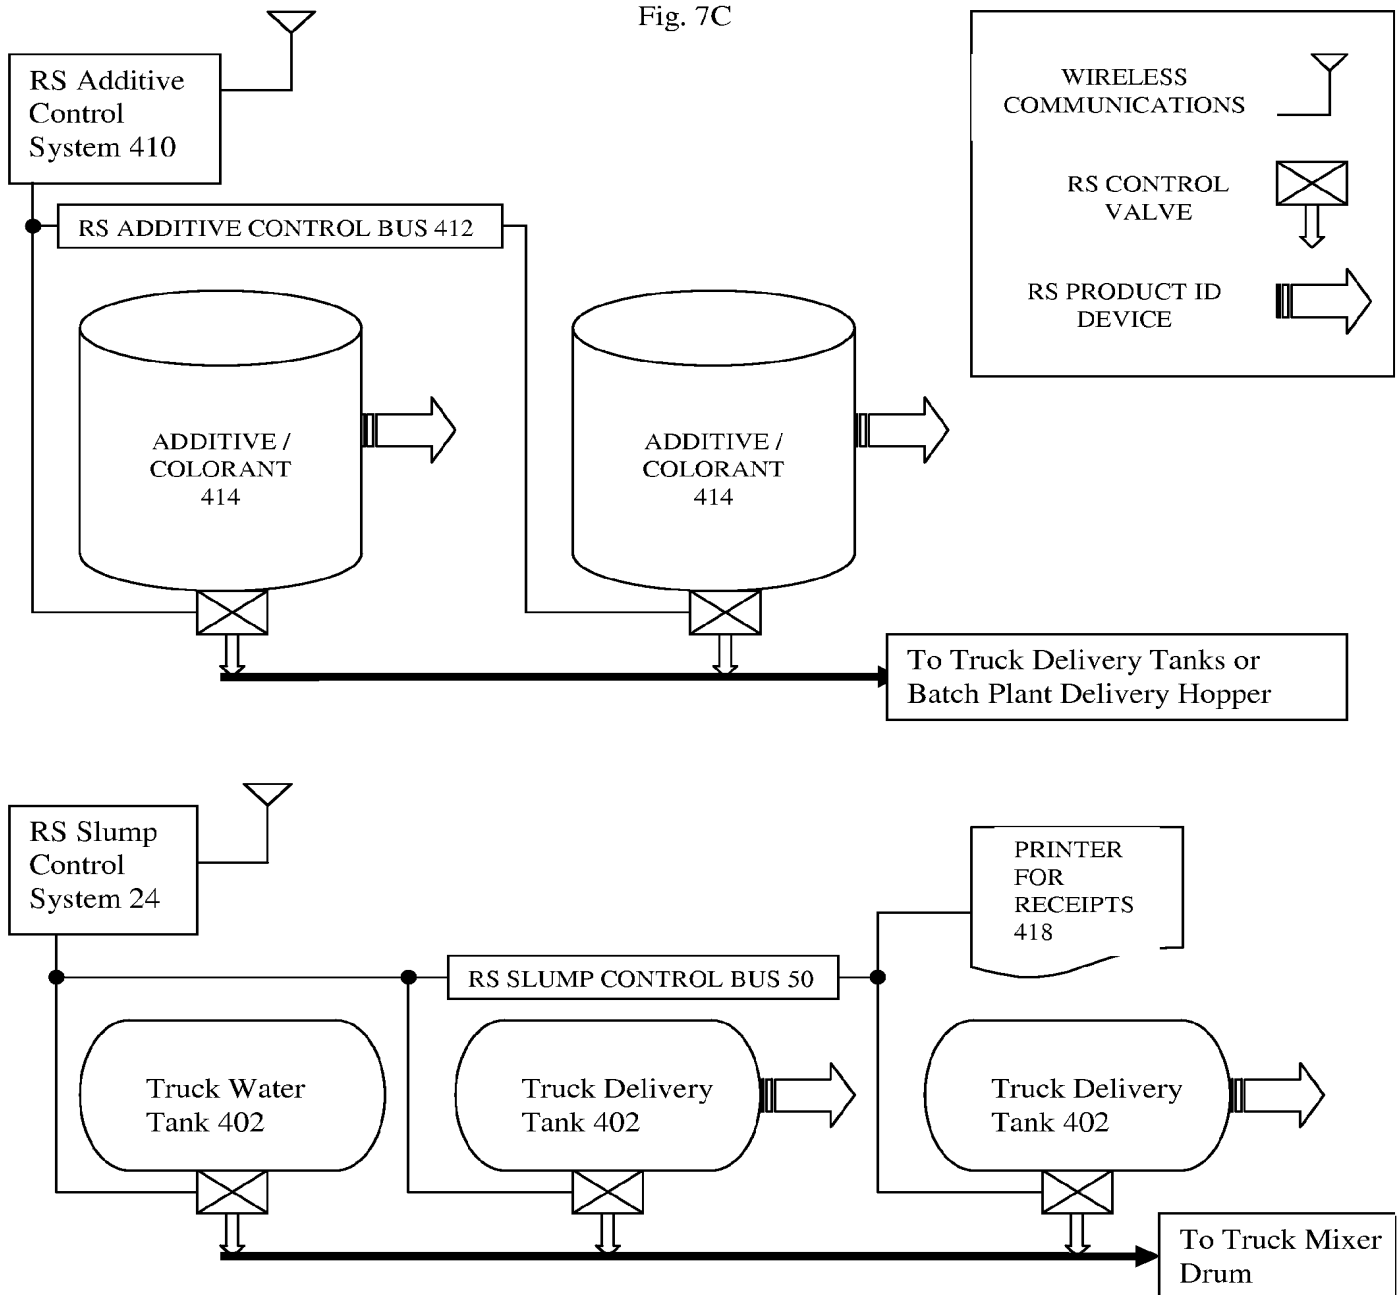 Fig. 7C
RS Additive
Control
System 410
WIRELESS
COMMUNICATIONS
RS CONTROL
VALVE
RS PRODUCT ID
DEVICE
RS ADDITIVE CONTROL BUS 412
ADDITIVE /
COLORANT
414
ADDITIVE /
COLORANT
414
To Truck Delivery Tanks or
Batch Plant Delivery Hopper
RS Slump
Control
System 24
PRINTER
FOR
RECEIPTS
418
RS SLUMP CONTROL BUS 50
Truck Water
Tank 402
Truck Delivery
Tank 402
Truck Delivery
Tank 402
To Truck Mixer
Drum